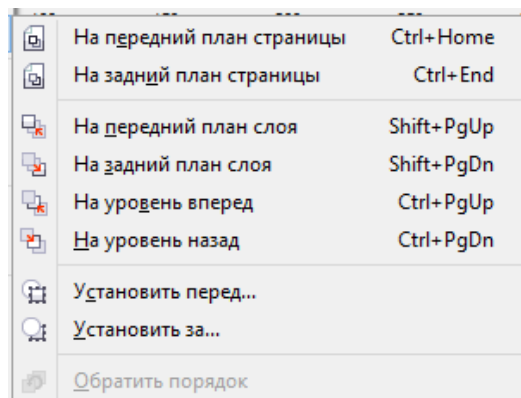 На передний план страницы Ctrl+Home
На задний план страницы Ctrl+End
На передний план слоя Shift+PgUp
На задний план слоя Shift+PgDn
На уровень вперед Ctrl+PgUp
На уровень назад Ctrl+PgDn
Установить перед...
Установить за...
Обратить порядок